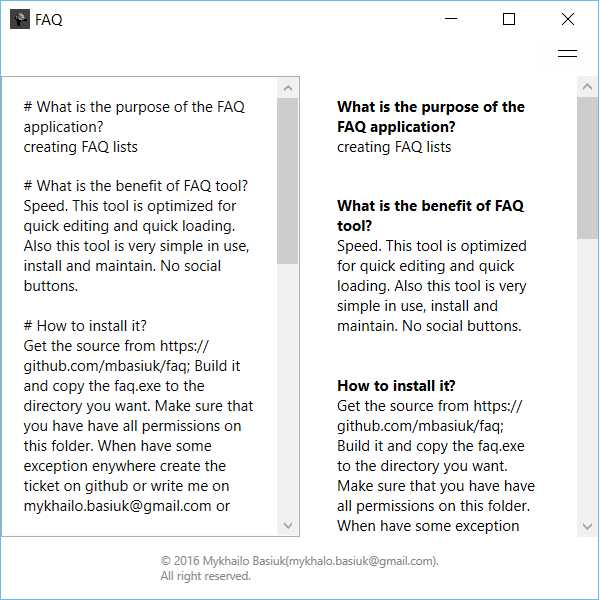 FAQ
# What is the purpose of the FAQ
application?
creating FAQ lists
# What is the benefit of FAQ tool?
Speed. This tool is optimized for
quick editing and quick loading.
Also this tool is very simple in use,
install and maintain. No social
buttons.
# How to install it?
Get the source from https://
github.com/mbasiuk/faq; Build it
and copy the faq.exe to the
directory you want. Make sure that
you have have all permissions on
this folder. When have some
exception enywhere create the
ticket on github or write me on
mykhailo.basiuk@gmail.com or
What is the purpose of the
FAQ application?
creating FAQ lists
What is the benefit of FAQ
tool?
Speed. This tool is optimized
for quick editing and quick
loading. Also this tool is very
simple in use, install and
maintain. No social buttons.
How to install it?
Get the source from https://
github.com/mbasiuk/faq;
Build it and copy the faq.exe
to the directory you want.
Make sure that you have have
all permissions on this folder.
When have some exception
© 2016 Mykhailo Basiuk(mykhalo.basiuk@gmail.com).
All right reserved.